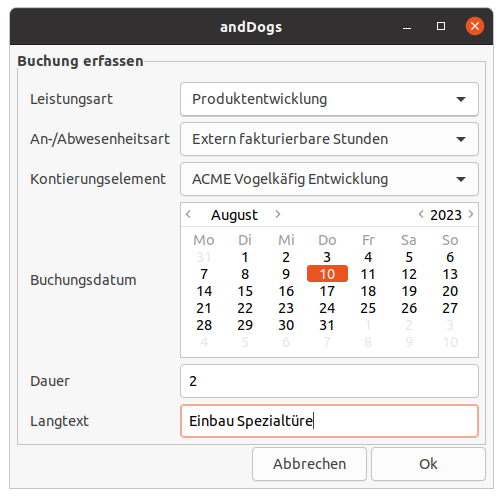 andDogs
Buchung erfassen
Leistungsart Produktentwicklung
An-/Abwesenheitsart Extern fakturierbare Stunden
Kontierungselement ACME Vogelkäfig Entwicklung
Buchungsdatum
August 2023
Mo Di Mi Do Fr Sa So
31 1 2 3 4 5 6
7 8 9 10 11 12 13
14 15 16 17 18 19 20
21 22 23 24 25 26 27
28 29 30 31 1 2 3
4 5 6 7 8 9 10
Dauer 2
Langtext Einbau Spezialtüre
Abbrechen Ok